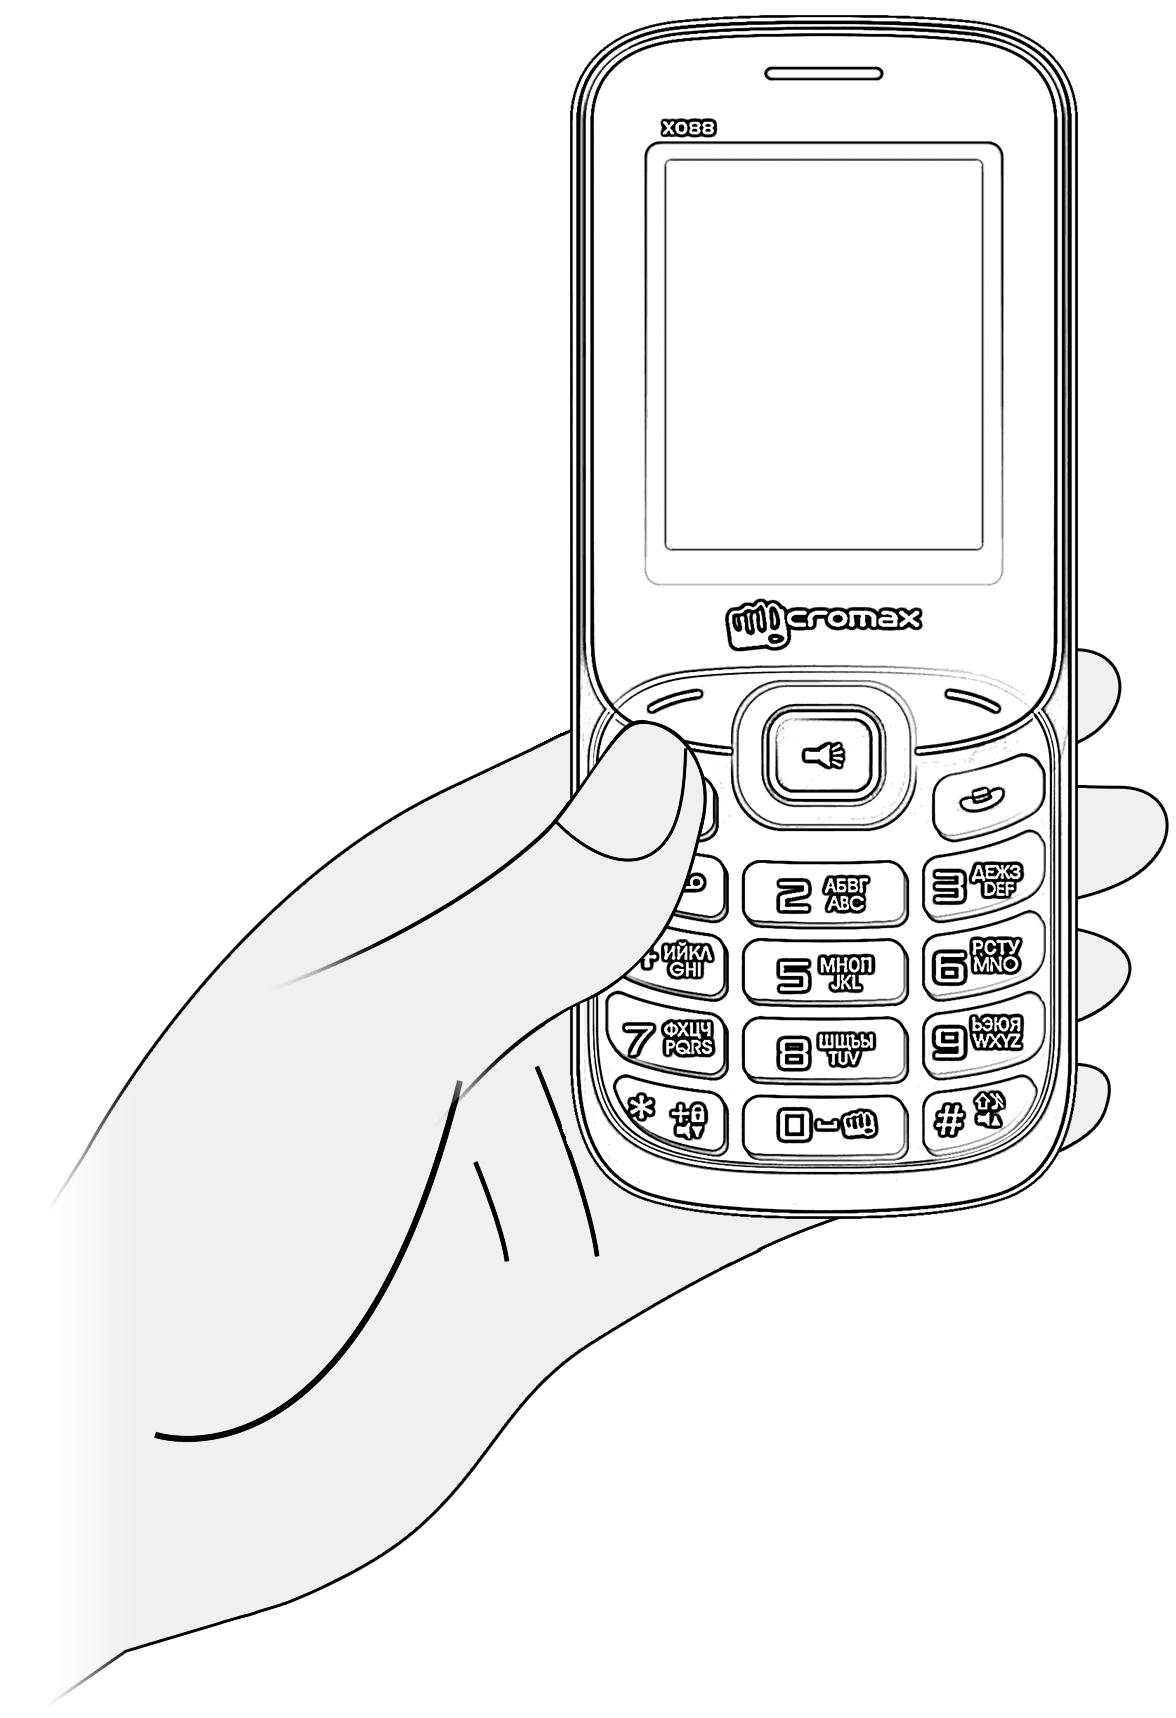 X088
cromax
2 АБВГ
ABC
3 ДЕЖЗ
DEF
ИЙКЛ
GHI
5 МНОП
JKL
6 РСТУ
MNO
7 ФХЦЧ
PQRS
8 ШЩЪЫ
TUV
9 ЬЭЮЯ
WXYZ
* +
0
#